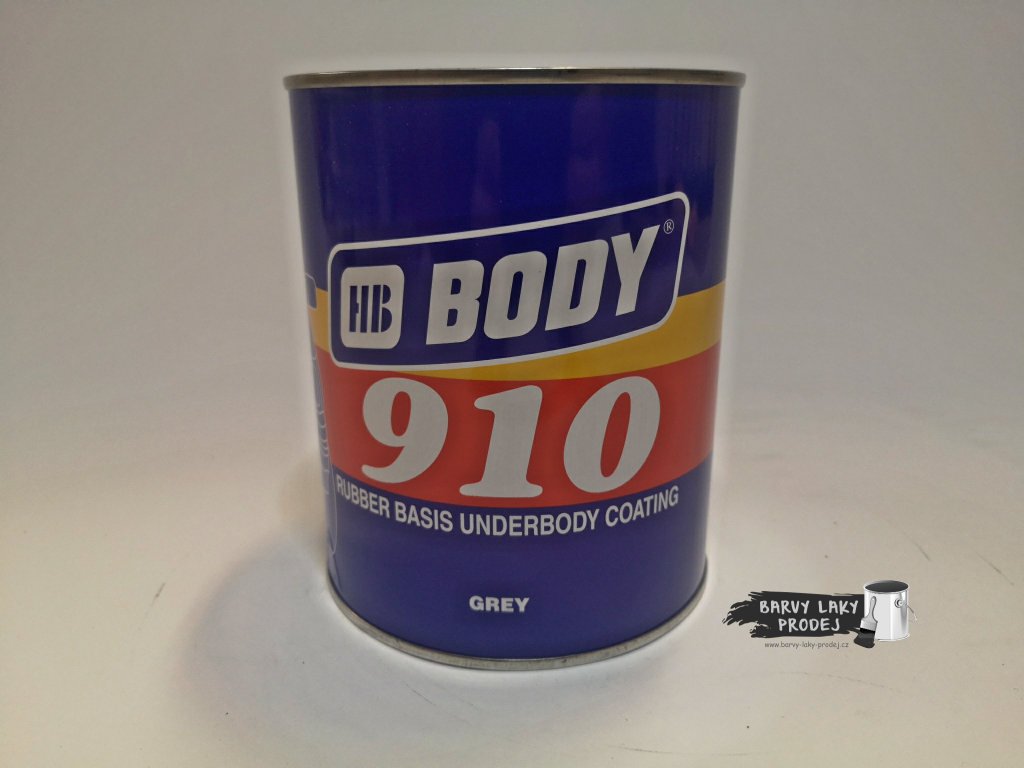 HB BODY®
910
RUBBER BASIS UNDERBODY COATING
GREY
BARVY LAKY
PRODEJ
www.barvy-laky-prodej.cz